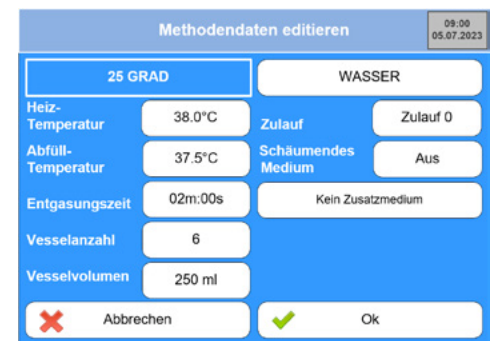 Methodendaten editieren
09:00
05.07.2023
25 GRAD
WASSER
Heiz-
Temperatur
38.0°C
Zulauf
Zulauf 0
Abfüll-
Temperatur
37.5°C
Schäumendes
Medium
Aus
Entgasungszeit
02m:00s
Kein Zusatzmedium
Vesselanzahl
6
Vesselvolumen
250 ml
Abbrechen
Ok